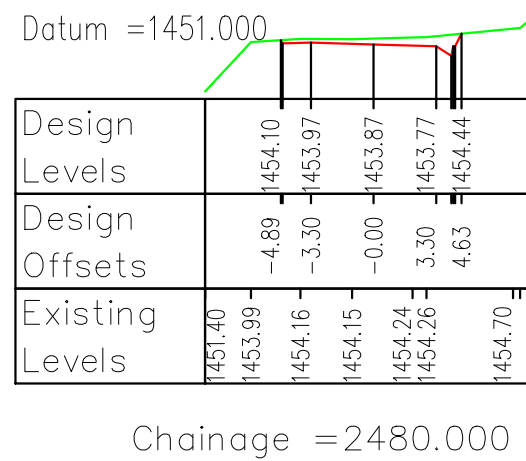 Datum =1451.000
Design Levels
1454.10 1453.97 1453.87 1453.77 1454.44
Design Offsets
-4.89 -3.30 -0.00 3.30 4.63
Existing Levels
1451.40 1453.99 1454.16 1454.15 1454.24 1454.26 1454.70
Chainage =2480.000